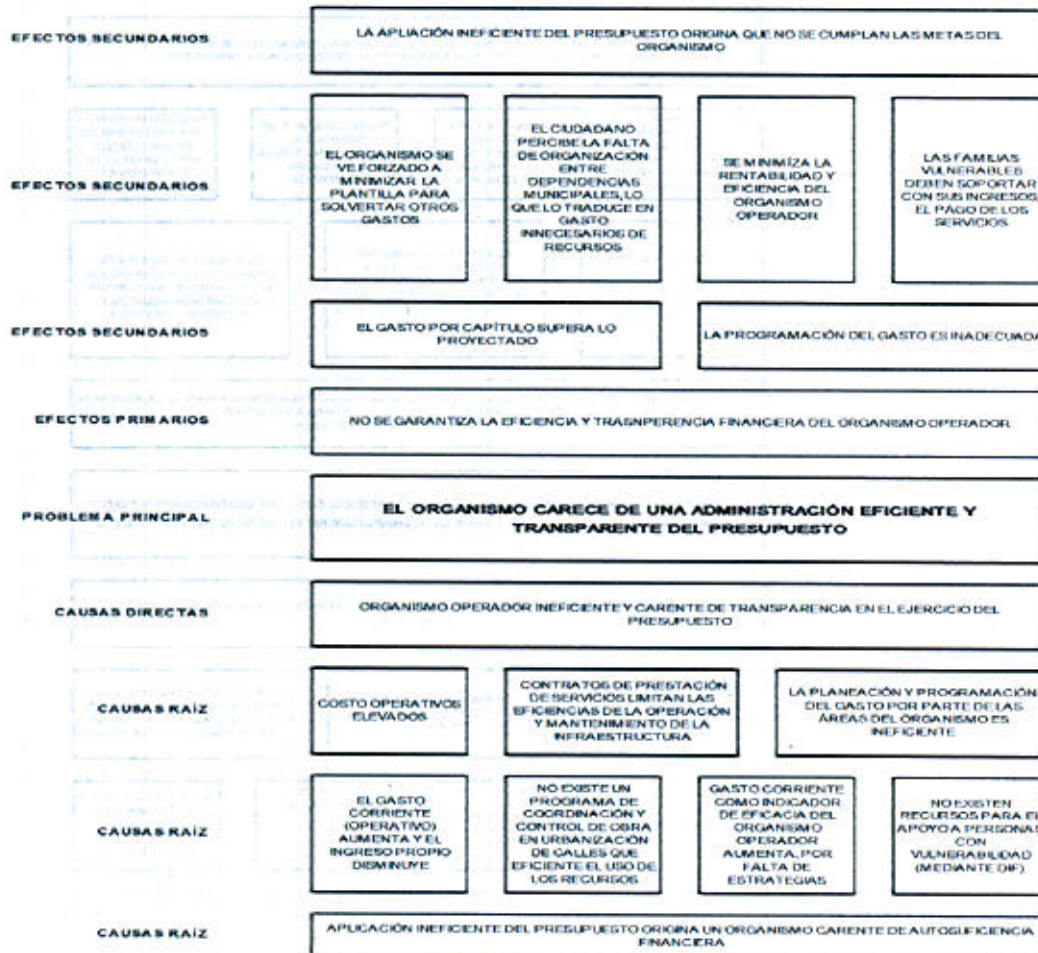 EFECTOS SECUNDARIOS
LA APLIACIÓN INEFICIENTE DEL PRESUPUESTO ORIGINA QUE NO SE CUMPLAN LAS METAS DEL
ORGANISMO
EFECTOS SECUNDARIOS
EL ORGANISMO SE
VE FORZADO A
MINIMIZAR LA
PLANTILLA PARA
SOLVERTAR OTROS
GASTOS
EL CIUDADANO
PERCIBE LA FALTA
DE ORGANIZACIÓN
ENTRE
DEPENDENCIAS
MUNICIPALES, LO
QUE LO TRADUCE EN
GASTO
INNECESARIOS DE
RECURSOS
SE MINIMÍZA LA
RENTABILIDAD Y
EFICIENCIA DEL
ORGANISMO
OPERADOR
LAS FAMILIAS
VULNERABLES
DEBEN SOPORTAR
CON SUS INGRESOS,
EL PAGO DE LOS
SERVICIOS
EFECTOS SECUNDARIOS
EL GASTO POR CAPÍTULO SUPERA LO
PROYECTADO
LA PROGRAMACIÓN DEL GASTO ES INADECUADA
EFECTOS PRIMARIOS
NO SE GARANTIZA LA EFICIENCIA Y TRASNPERENCIA FINANCIERA DEL ORGANISMO OPERADOR
PROBLEMA PRINCIPAL
EL ORGANISMO CARECE DE UNA ADMINISTRACIÓN EFICIENTE Y
TRANSPARENTE DEL PRESUPUESTO
CAUSAS DIRECTAS
ORGANISMO OPERADOR INEFICIENTE Y CARENTE DE TRANSPARENCIA EN EL EJERCICIO DEL
PRESUPUESTO
CAUSAS RAÍZ
COSTO OPERATIVOS
ELEVADOS
CONTRATOS DE PRESTACIÓN
DE SERVICIOS LIMITAN LAS
EFICIENCIAS DE LA OPERACIÓN
Y MANTENIMIENTO DE LA
INFRAESTRUCTURA
LA PLANEACIÓN Y PROGRAMACIÓN
DEL GASTO POR PARTE DE LAS
ÁREAS DEL ORGANISMO ES
INEFICIENTE
CAUSAS RAÍZ
EL GASTO
CORRIENTE
(OPERATIVO)
AUMENTA Y EL
INGRESO PROPIO
DISMINUYE
NO EXISTE UN
PROGRAMA DE
COORDINACIÓN Y
CONTROL DE OBRA
EN URBANIZACIÓN
DE CALLES QUE
EFICIENTE EL USO DE
LOS RECURSOS
GASTO CORRIENTE
COMO INDICADOR
DE EFICACIA DEL
ORGANISMO
OPERADOR
AUMENTA, POR
FALTA DE
ESTRATEGIAS
NO EXISTEN
RECURSOS PARA EL
APOYO A PERSONAS
CON
VULNERABILIDAD
(MEDIANTE DIF)
CAUSAS RAÍZ
APLICACIÓN INEFICIENTE DEL PRESUPUESTO ORIGINA UN ORGANISMO CARENTE DE AUTOSUFICIENCIA
FINANCIERA